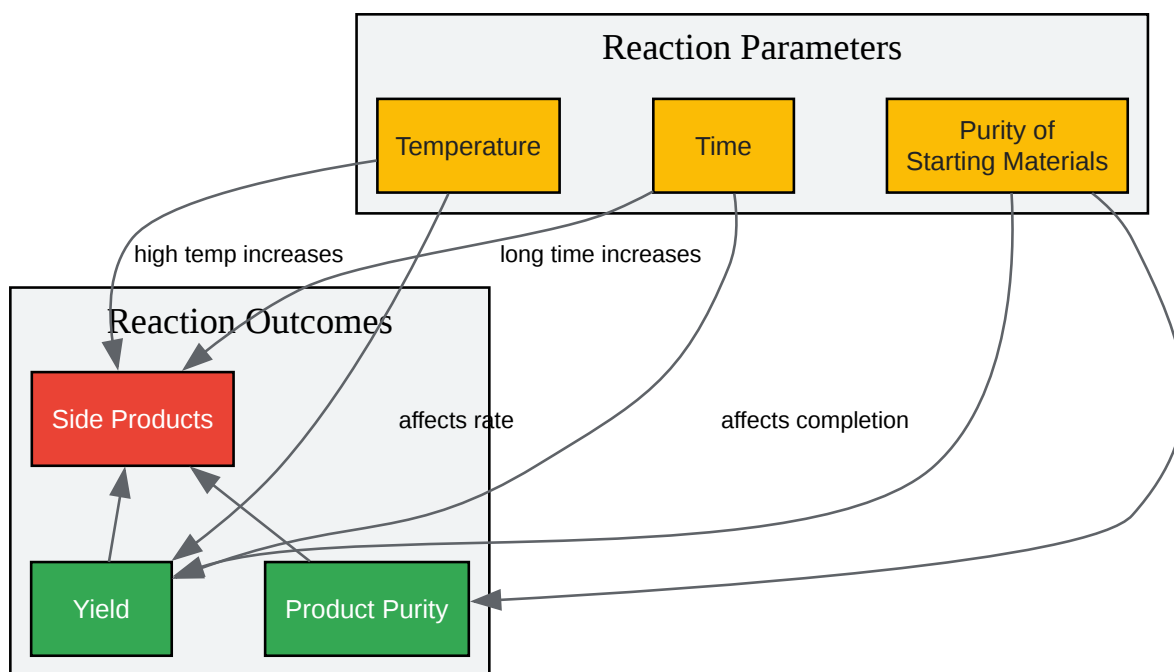 Reaction Parameters
Temperature
Time
Purity of
Starting Materials
high temp increases
long time increases
Reaction Outcomes
Side Products
affects rate
affects completion
Yield
Product Purity